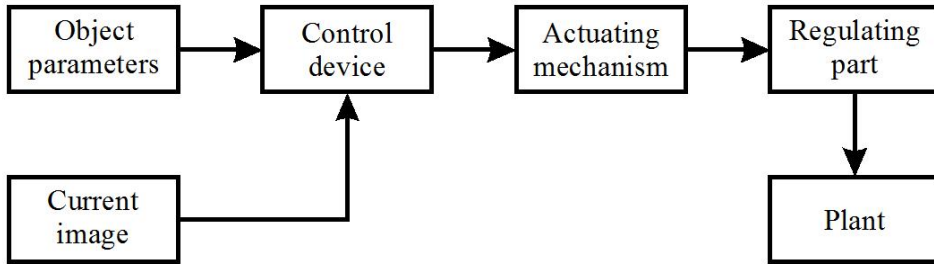 Object
parameters
Control
device
Actuating
mechanism
Regulating
part
Current
image
Plant